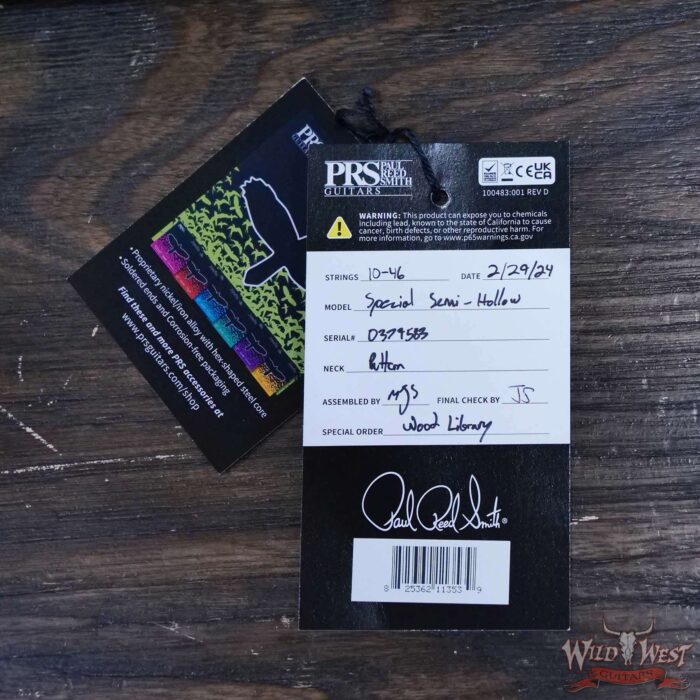 PRS
GUITARS
• Proprietary nickel/iron alloy with hex-shaped steel core
• Soldered ends and Corrosion-free packaging
Find these and more PRS accessories at
www.prsguitars.com/shop
PRS PAUL
REED
SMITH
GUITARS
CE UK
CA
100483:001 REV D
WARNING: This product can expose you to chemicals
including lead, known to the state of California to cause
cancer, birth defects, or other reproductive harm. For
more information, go to www.p65warnings.ca.gov
STRINGS 10-46 DATE 2/29/24
MODEL Special Semi-Hollow
SERIAL# 0379583
NECK Pattern
ASSEMBLED BY MJS FINAL CHECK BY JS
SPECIAL ORDER Wood Library
Paul Reed Smith®
8 25362 11353 9
WILD WEST
GUITARS